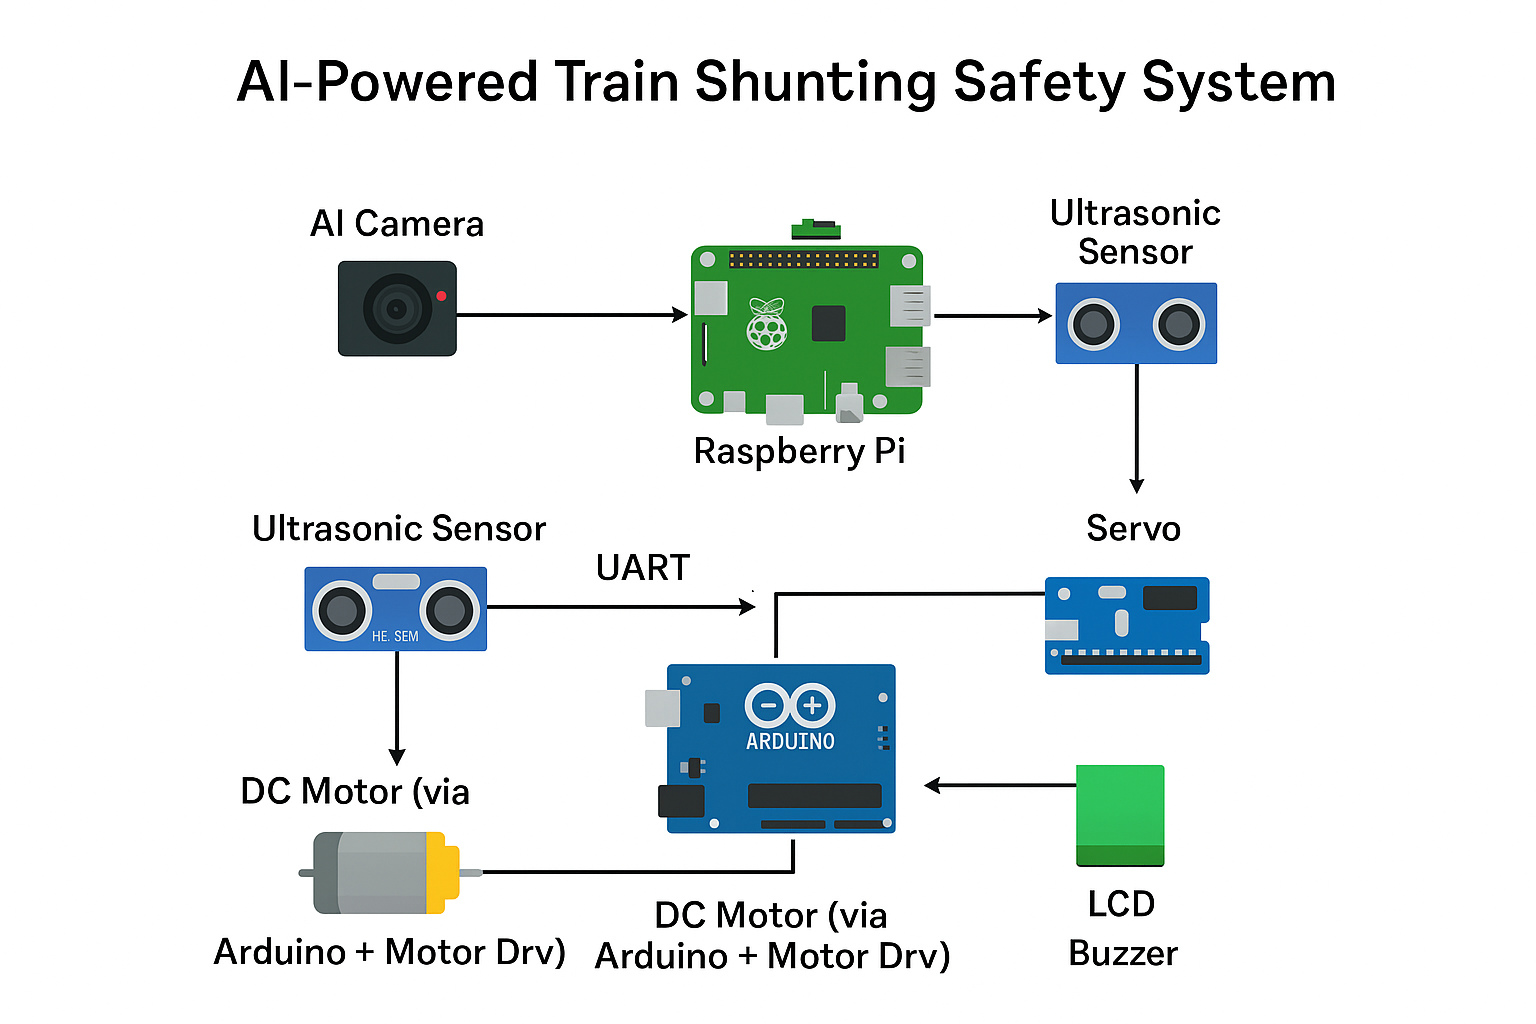 AI-Powered Train Shunting Safety System
AI Camera
Ultrasonic
Sensor
Raspberry Pi
Ultrasonic Sensor
UART
Servo
HE. SEM
ARDUINO
DC Motor (via
Arduino + Motor Drv)
DC Motor (via
Arduino + Motor Drv)
LCD
Buzzer